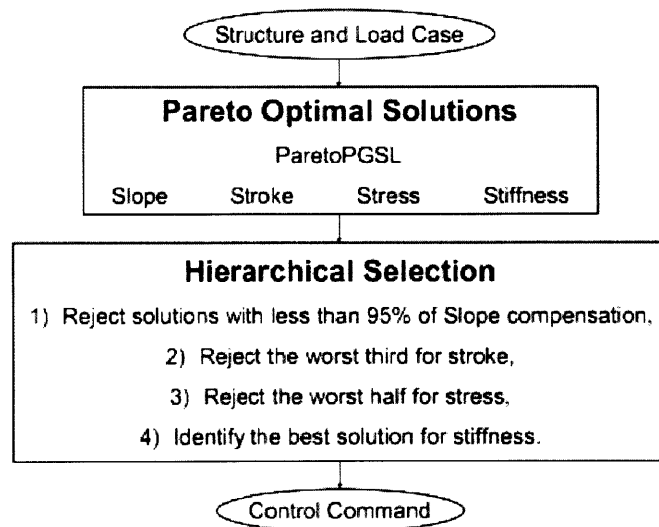 Structure and Load Case
Pareto Optimal Solutions
ParetoPGSL
Slope Stroke Stress Stiffness
Hierarchical Selection
1) Reject solutions with less than 95% of Slope compensation,
2) Reject the worst third for stroke,
3) Reject the worst half for stress,
4) Identify the best solution for stiffness.
Control Command